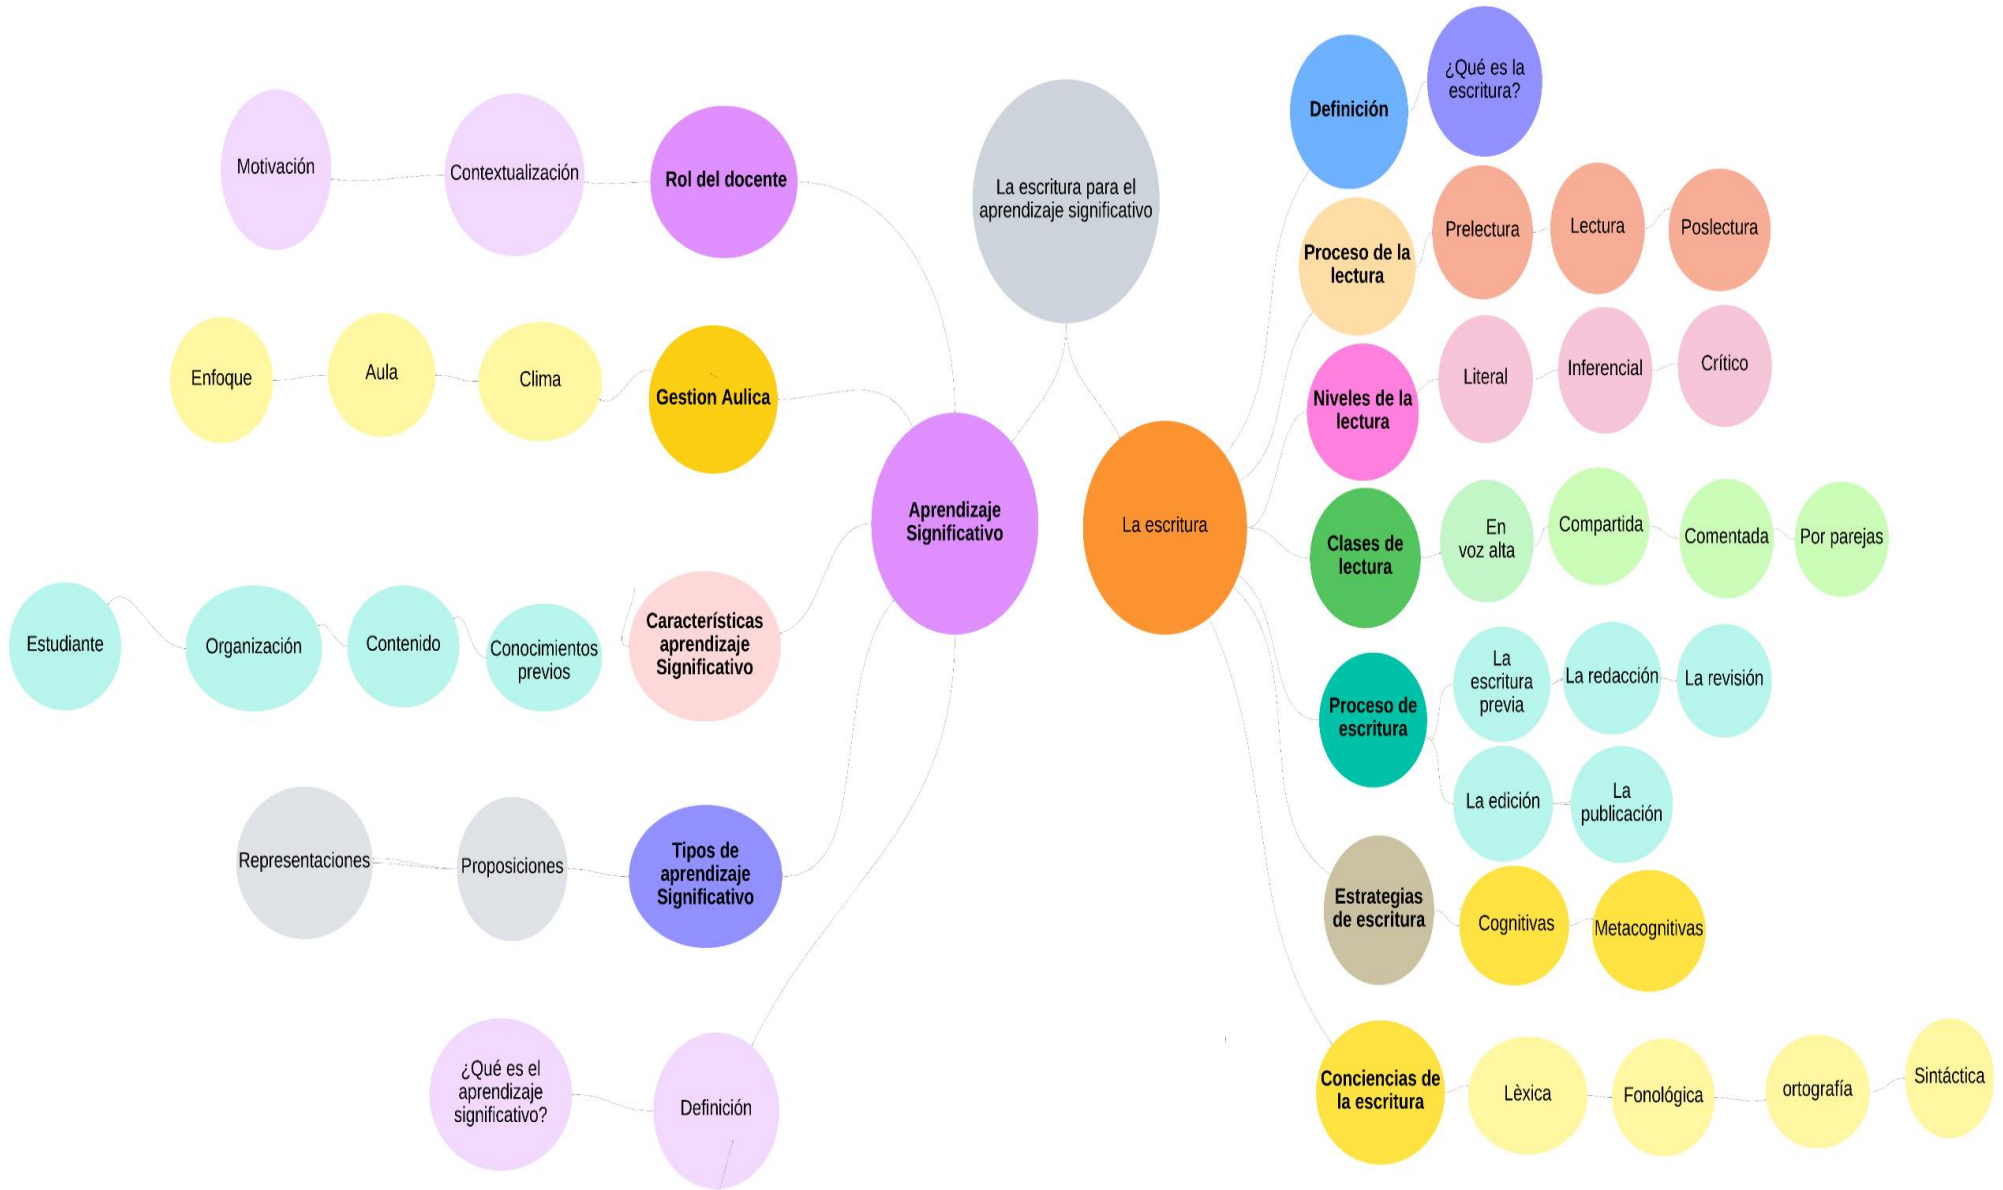 La escritura para el
aprendizaje significativo
Aprendizaje
Significativo
Rol del docente
Contextualización
Motivación
Gestion Aulica
Clima
Aula
Enfoque
Características
aprendizaje
Significativo
Conocimientos
previos
Contenido
Organización
Estudiante
Tipos de
aprendizaje
Significativo
Proposiciones
Representaciones
Definición
¿Qué es el
aprendizaje
significativo?
La escritura
Definición
¿Qué es la
escritura?
Proceso de la
lectura
Prelectura
Lectura
Poslectura
Niveles de la
lectura
Literal
Inferencial
Crítico
Clases de
lectura
En
voz alta
Compartida
Comentada
Por parejas
Proceso de
escritura
La
escritura
previa
La redacción
La revisión
La edición
La
publicación
Estrategias
de escritura
Cognitivas
Metacognitivas
Conciencias de
la escritura
Lèxica
Fonológica
ortografía
Sintáctica